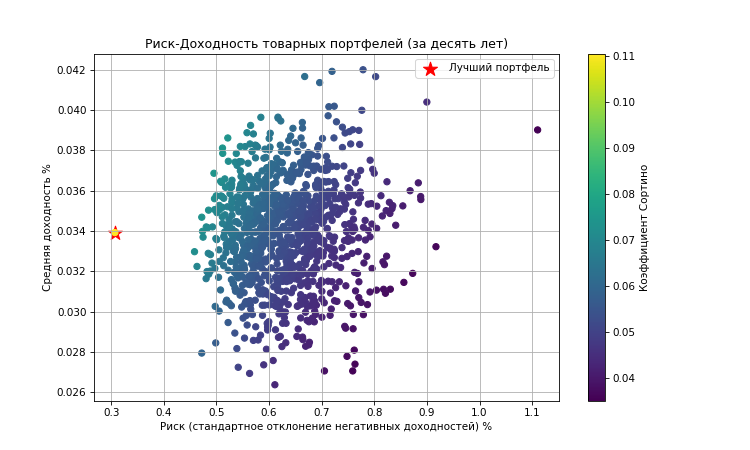 Риск-Доходность товарных портфелей (за десять лет)
Лучший портфель
Средняя доходность %
0.042
0.040
0.038
0.036
0.034
0.032
0.030
0.028
0.026
0.3 0.4 0.5 0.6 0.7 0.8 0.9 1.0 1.1
Риск (стандартное отклонение негативных доходностей) %
0.11
0.10
0.09
0.08
0.07
0.06
0.05
0.04
Коэффициент Сортино